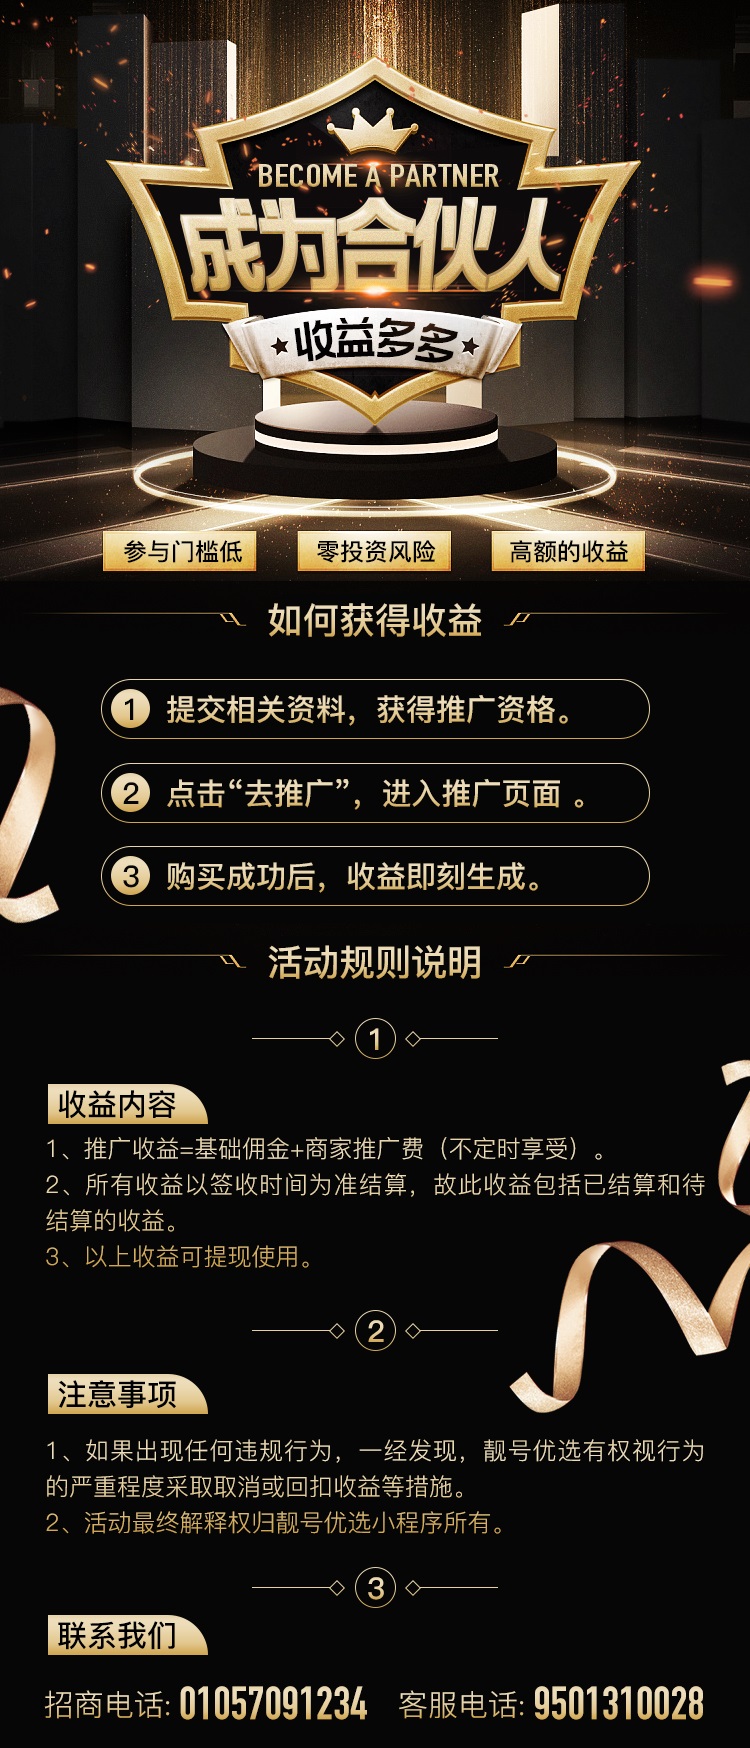 BECOME A PARTNER
成为合伙人
★收益多多★
参与门槛低
零投资风险
高额的收益
如何获得收益
1 提交相关资料，获得推广资格。
2 点击“去推广”，进入推广页面 。
3 购买成功后，收益即刻生成。
活动规则说明
1
收益内容
1、推广收益=基础佣金+商家推广费（不定时享受）。
2、所有收益以签收时间为准结算，故此收益包括已结算和待
结算的收益。
3、以上收益可提现使用。
2
注意事项
1、如果出现任何违规行为，一经发现，靓号优选有权视行为
的严重程度采取取消或回扣收益等措施。
2、活动最终解释权归靓号优选小程序所有。
3
联系我们
招商电话: 01057091234 客服电话: 9501310028